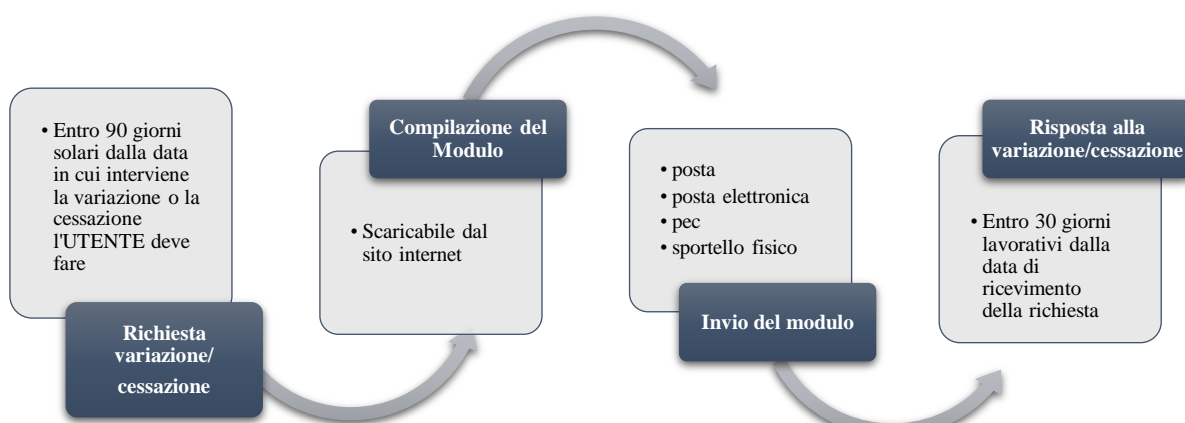 • Entro 90 giorni
solari dalla data
in cui interviene
la variazione o la
cessazione
l'UTENTE deve
fare
Richiesta
variazione/
cessazione
Compilazione del
Modulo
• Scaricabile dal
sito internet
• posta
• posta elettronica
• pec
• sportello fisico
Invio del modulo
Risposta alla
variazione/cessazione
• Entro 30 giorni
lavorativi dalla
data di
ricevimento
della richiesta